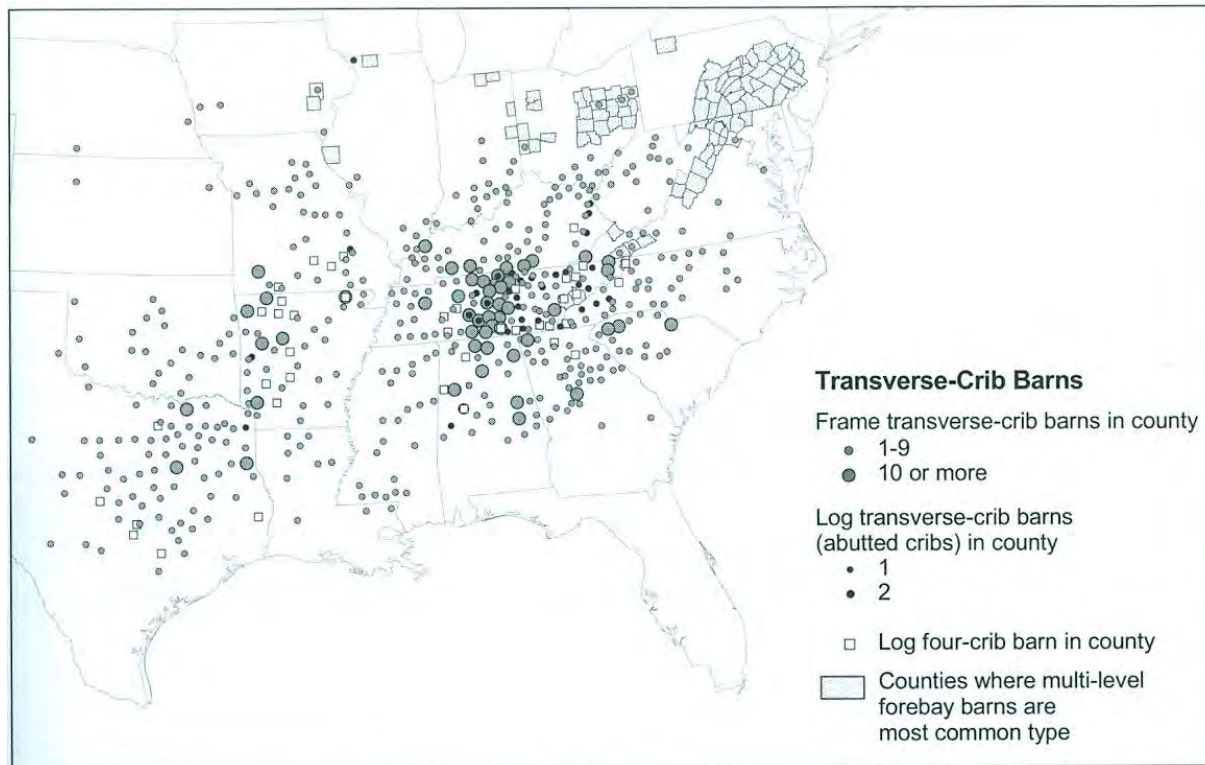 Transverse-Crib Barns
Frame transverse-crib barns in county
1-9
10 or more
Log transverse-crib barns
(abutted cribs) in county
1
2
Log four-crib barn in county
Counties where multi-level
forebay barns are
most common type